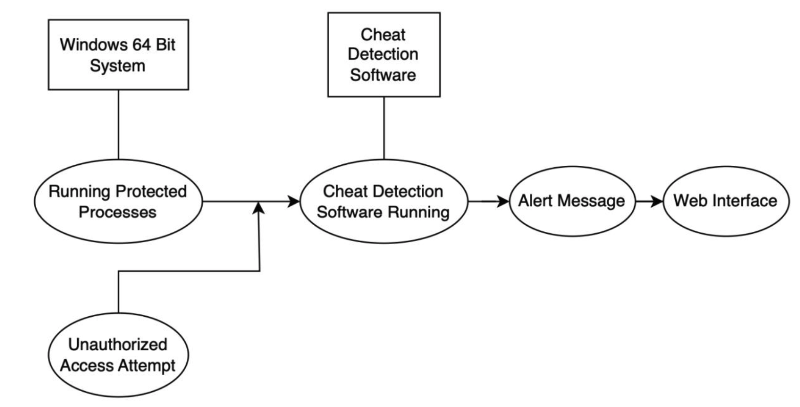 Windows 64 Bit
System
Cheat
Detection
Software
Running Protected
Processes
Cheat Detection
Software Running
Alert Message
Web Interface
Unauthorized
Access Attempt